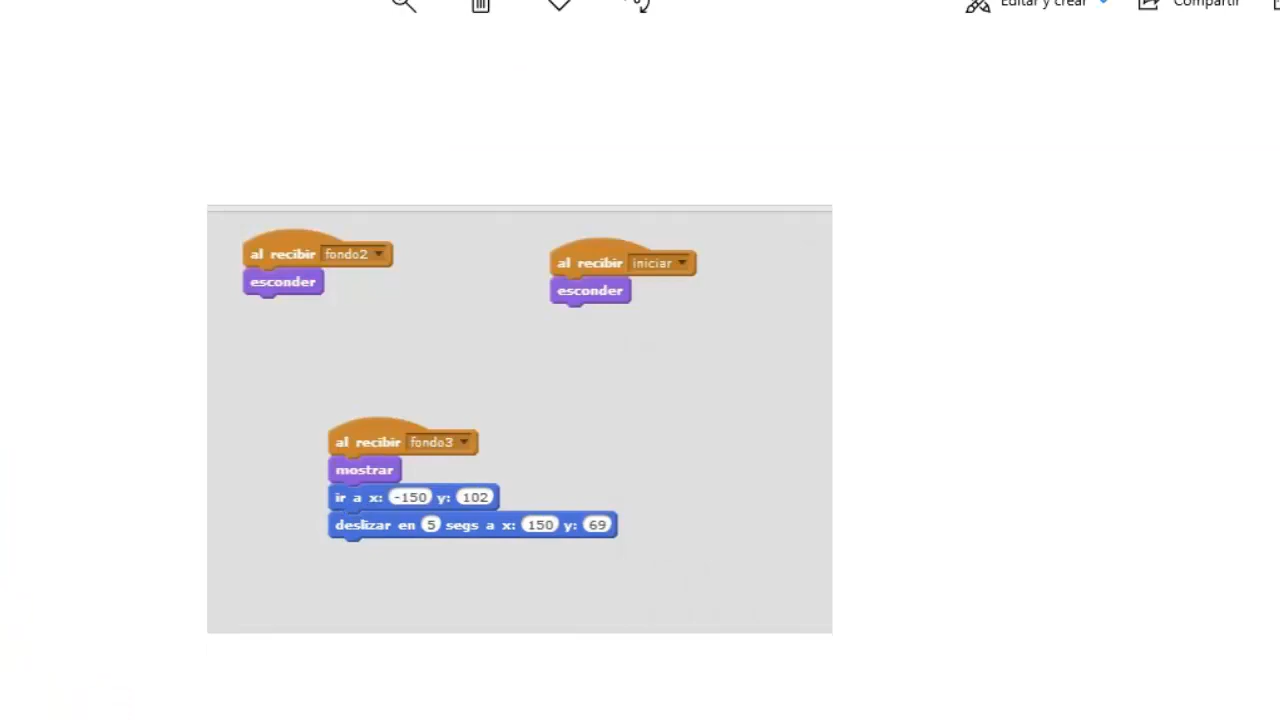 Editar y crear Compartir
al recibir fondo2
esconder
al recibir iniciar
esconder
al recibir fondo3
mostrar
ir a x: -150 y: 102
deslizar en 5 segs a x: 150 y: 69